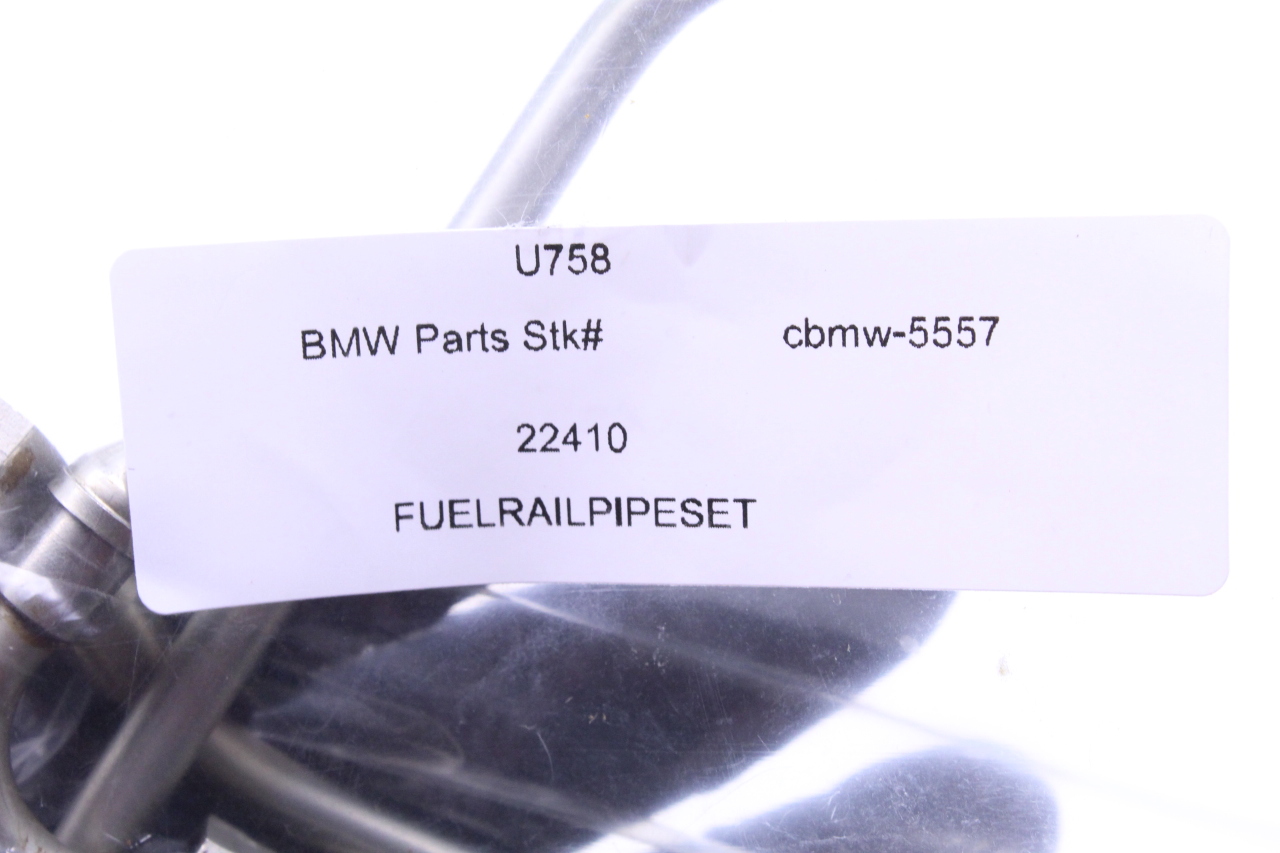 U758
BMW Parts Stk# cbmw-5557
22410
FUELRAILPIPESET